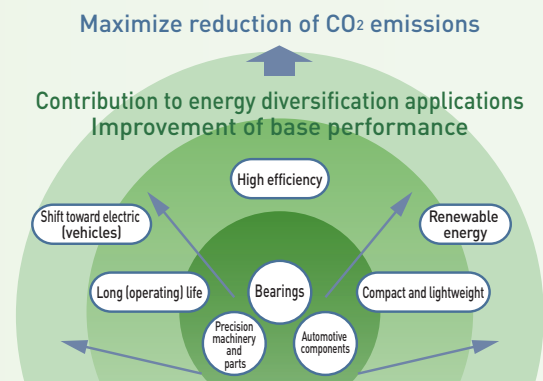 Maximize reduction of CO2 emissions
Contribution to energy diversification applications
Improvement of base performance
High efficiency
Shift toward electric
(vehicles)
Renewable
energy
Long (operating) life
Bearings
Compact and lightweight
Precision
machinery
and
parts
Automotive
components